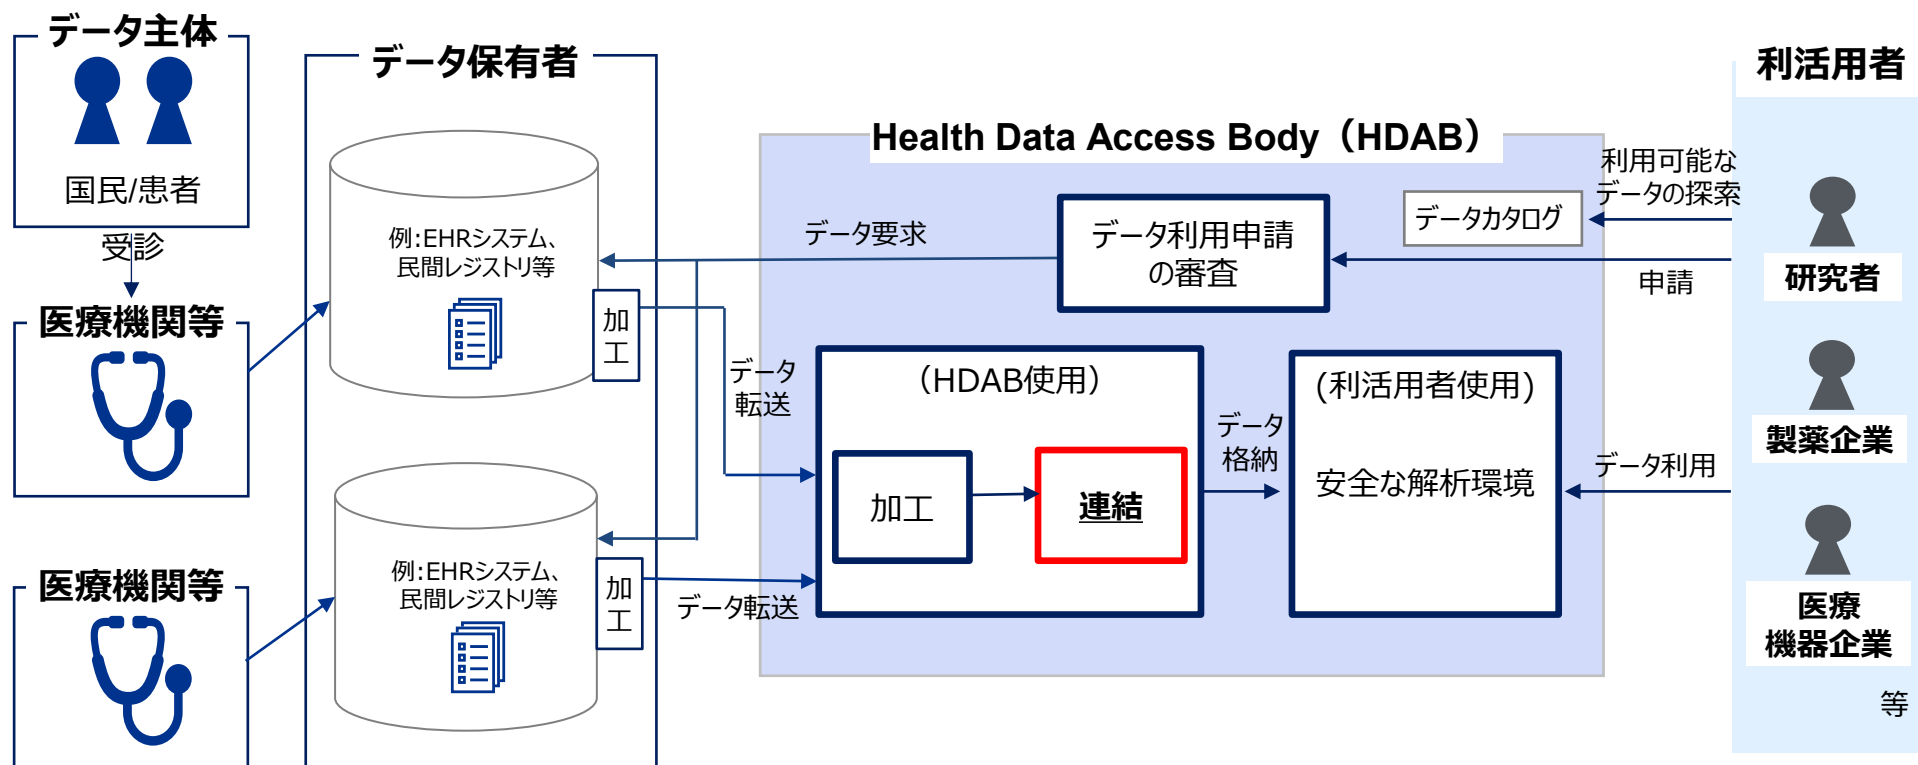 データ主体
国民/患者
受診
医療機関等
医療機関等
データ保有者
例:EHRシステム、
民間レジストリ等
加
工
例:EHRシステム、
民間レジストリ等
加
工
データ要求
データ
転送
データ転送
Health Data Access Body（HDAB）
データ利用申請
の審査
データカタログ
（HDAB使用）
加工
連結
データ
格納
(利活用者使用)
安全な解析環境
利用可能な
データの探索
申請
データ利用
利活用者
研究者
製薬企業
医療
機器企業
等